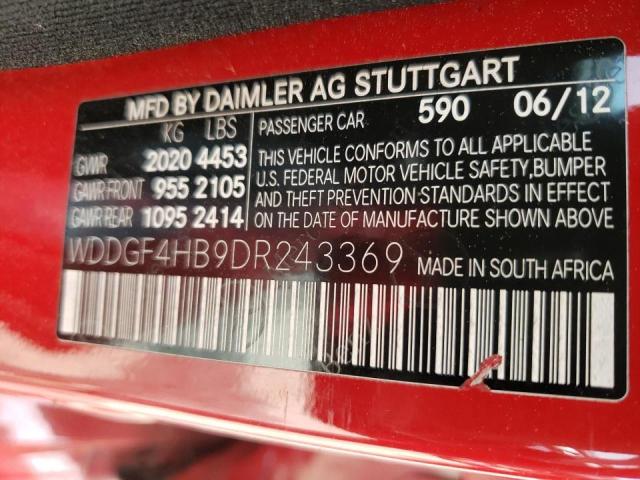 MFD BY DAIMLER AG STUTTGART
KG LBS
GWR 2020 4453
GAWR FRONT 955 2105
GAWR REAR 1095 2414
PASSENGER CAR 590 06/12
THIS VEHICLE CONFORMS TO ALL APPLICABLE
U.S. FEDERAL MOTOR VEHICLE SAFETY,BUMPER
AND THEFT PREVENTION STANDARDS IN EFFECT
ON THE DATE OF MANUFACTURE SHOWN ABOVE
WDDGF4HB9DR243369 MADE IN SOUTH AFRICA